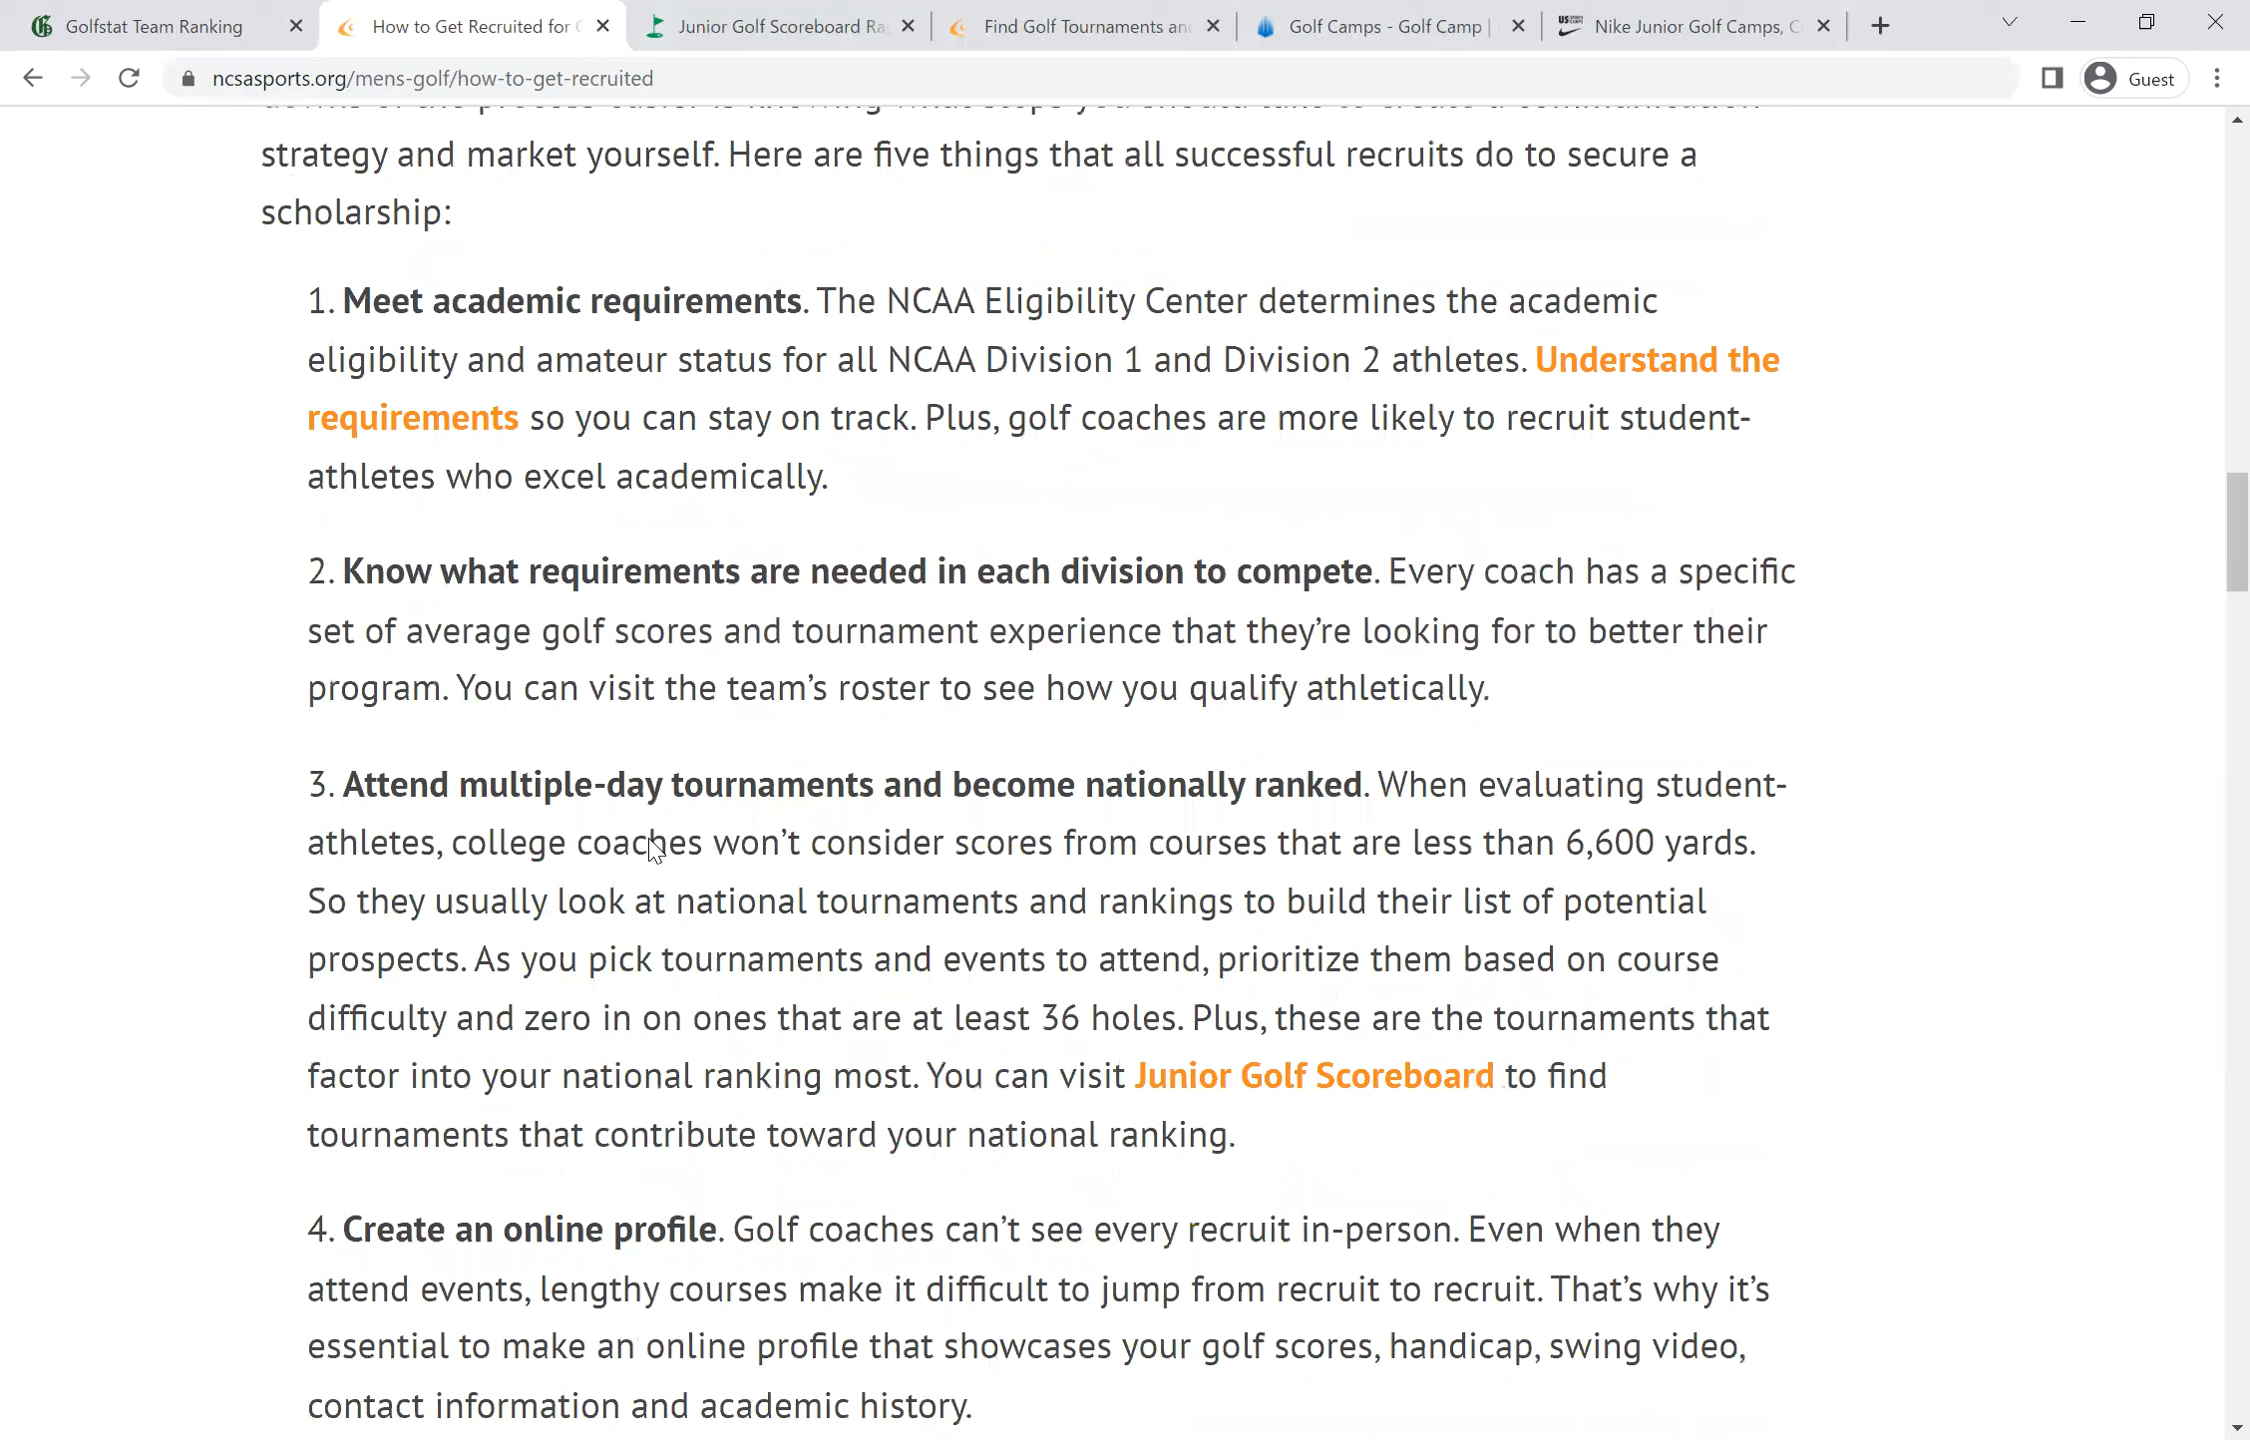 Golfstat Team Ranking
How to Get Recruited for
Junior Golf Scoreboard Ra
Find Golf Tournaments an
Golf Camps - Golf Camp |
US SPORTS CAMPS
Nike Junior Golf Camps, C
ncsasports.org/mens-golf/how-to-get-recruited
Guest
strategy and market yourself. Here are five things that all successful recruits do to secure a
scholarship:
1. Meet academic requirements. The NCAA Eligibility Center determines the academic
eligibility and amateur status for all NCAA Division 1 and Division 2 athletes. Understand the
requirements so you can stay on track. Plus, golf coaches are more likely to recruit student-
athletes who excel academically.
2. Know what requirements are needed in each division to compete. Every coach has a specific
set of average golf scores and tournament experience that they’re looking for to better their
program. You can visit the team’s roster to see how you qualify athletically.
3. Attend multiple-day tournaments and become nationally ranked. When evaluating student-
athletes, college coaches won’t consider scores from courses that are less than 6,600 yards.
So they usually look at national tournaments and rankings to build their list of potential
prospects. As you pick tournaments and events to attend, prioritize them based on course
difficulty and zero in on ones that are at least 36 holes. Plus, these are the tournaments that
factor into your national ranking most. You can visit Junior Golf Scoreboard to find
tournaments that contribute toward your national ranking.
4. Create an online profile. Golf coaches can’t see every recruit in-person. Even when they
attend events, lengthy courses make it difficult to jump from recruit to recruit. That’s why it’s
essential to make an online profile that showcases your golf scores, handicap, swing video,
contact information and academic history.